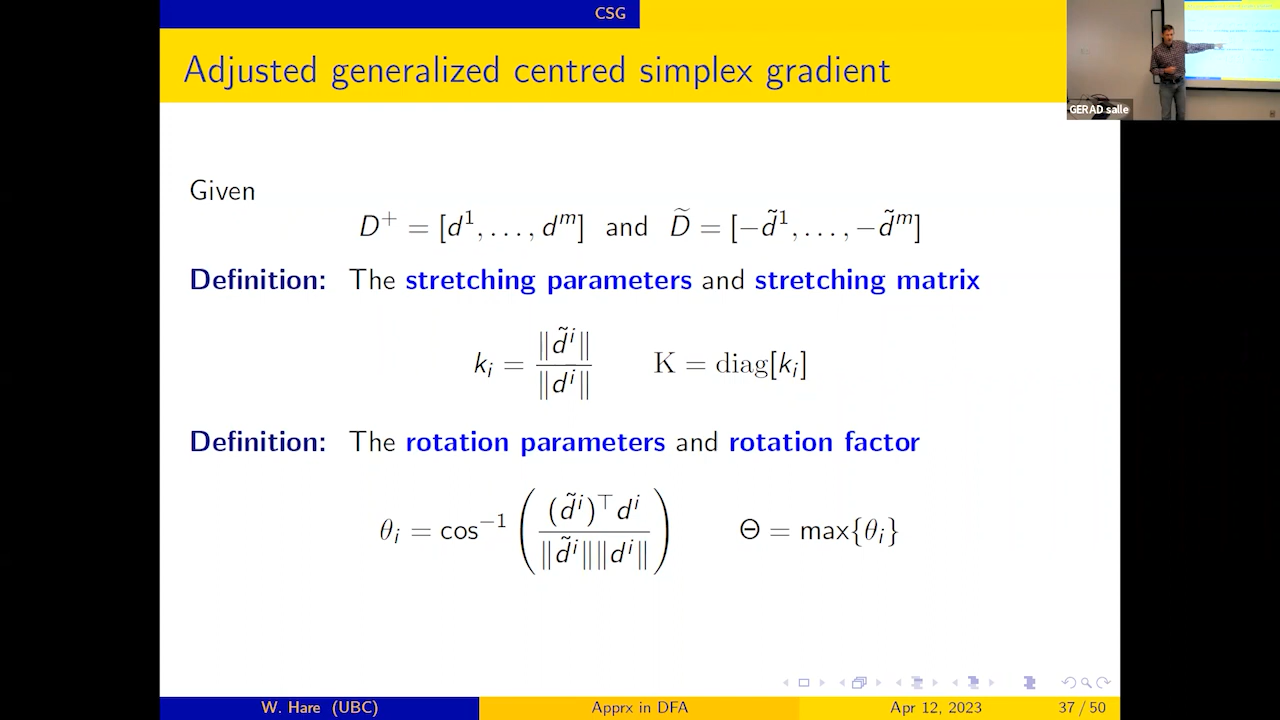 CSG
Adjusted generalized centred simplex gradient
GERAD salle
Given
D⁺ = [d¹, . . . , dᵐ] and D̃ = [−d̃¹, . . . , −d̃ᵐ]
Definition: The stretching parameters and stretching matrix
kᵢ = ‖d̃ⁱ‖ / ‖dⁱ‖ K = diag[kᵢ]
Definition: The rotation parameters and rotation factor
θᵢ = cos⁻¹ ( (d̃ⁱ)⊤dⁱ / ‖d̃ⁱ‖‖dⁱ‖ ) Θ = max{θᵢ}
W. Hare (UBC) Apprx in DFA Apr 12, 2023 37 / 50